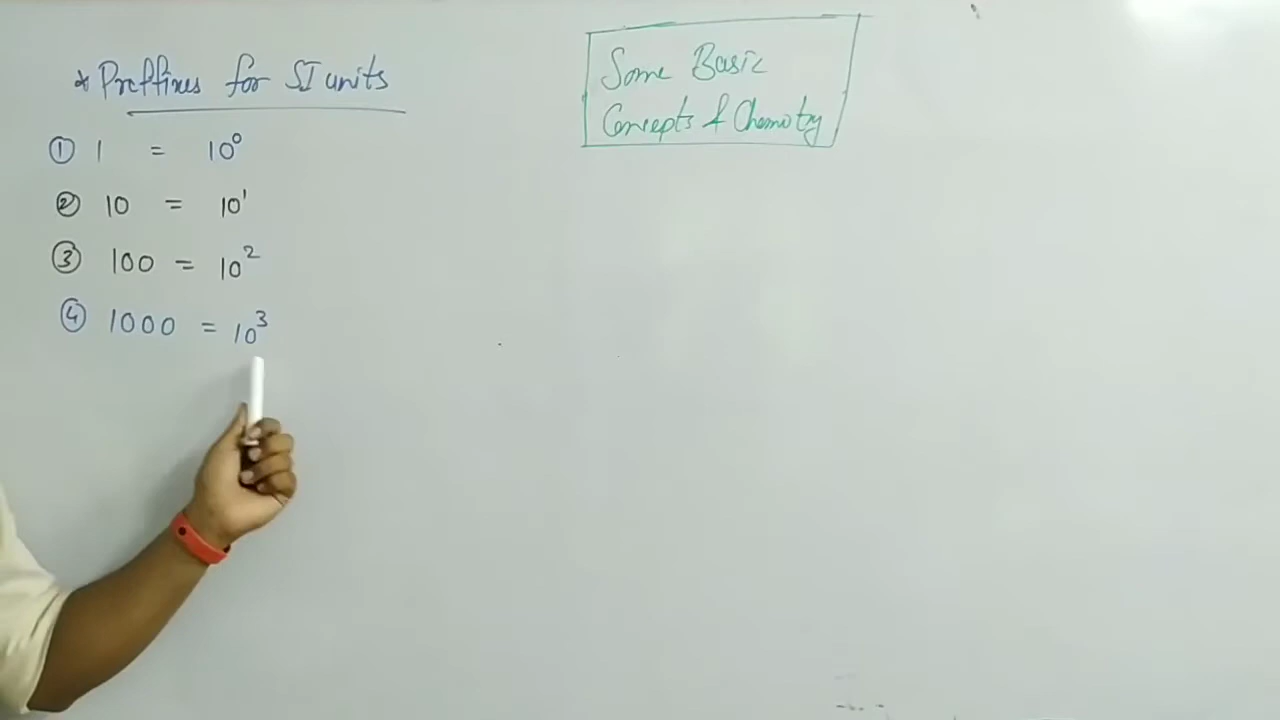 * Preffixes for SI units
① 1 = 10⁰
② 10 = 10¹
③ 100 = 10²
④ 1000 = 10³
Some Basic
Concepts of Chemistry